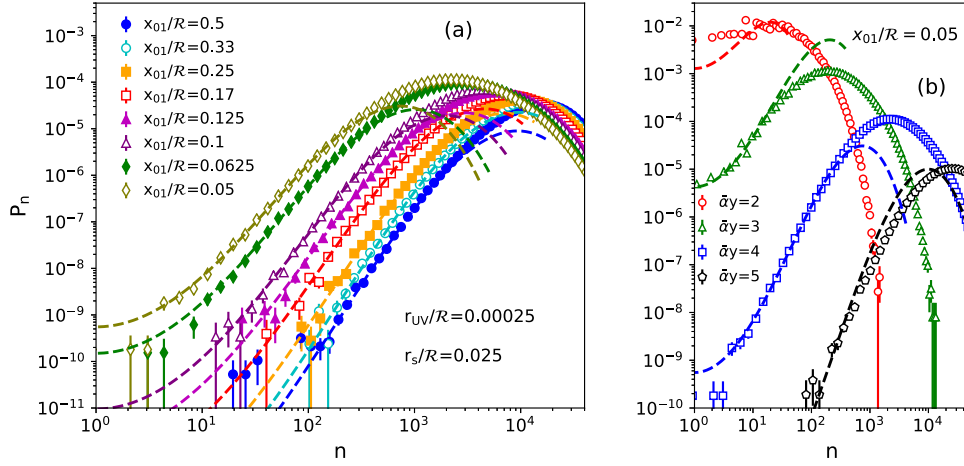 (a)
x₀₁/ℛ=0.5
x₀₁/ℛ=0.33
x₀₁/ℛ=0.25
x₀₁/ℛ=0.17
x₀₁/ℛ=0.125
x₀₁/ℛ=0.1
x₀₁/ℛ=0.0625
x₀₁/ℛ=0.05
r_UV/ℛ=0.00025
r_s/ℛ=0.025
10⁻³
10⁻⁴
10⁻⁵
10⁻⁶
10⁻⁷
10⁻⁸
10⁻⁹
10⁻¹⁰
10⁻¹¹
Pₙ
10⁰ 10¹ 10² 10³ 10⁴
n
x₀₁/ℛ = 0.05
(b)
ᾱy=2
ᾱy=3
ᾱy=4
ᾱy=5
10⁻²
10⁻³
10⁻⁴
10⁻⁵
10⁻⁶
10⁻⁷
10⁻⁸
10⁻⁹
10⁻¹⁰
10⁰ 10¹ 10² 10³ 10⁴
n